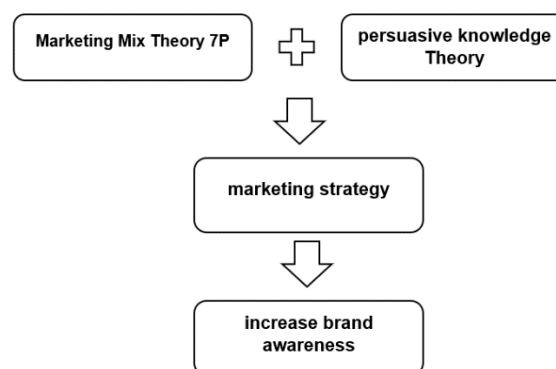 Marketing Mix Theory 7P
persuasive knowledge
Theory
marketing strategy
increase brand
awareness